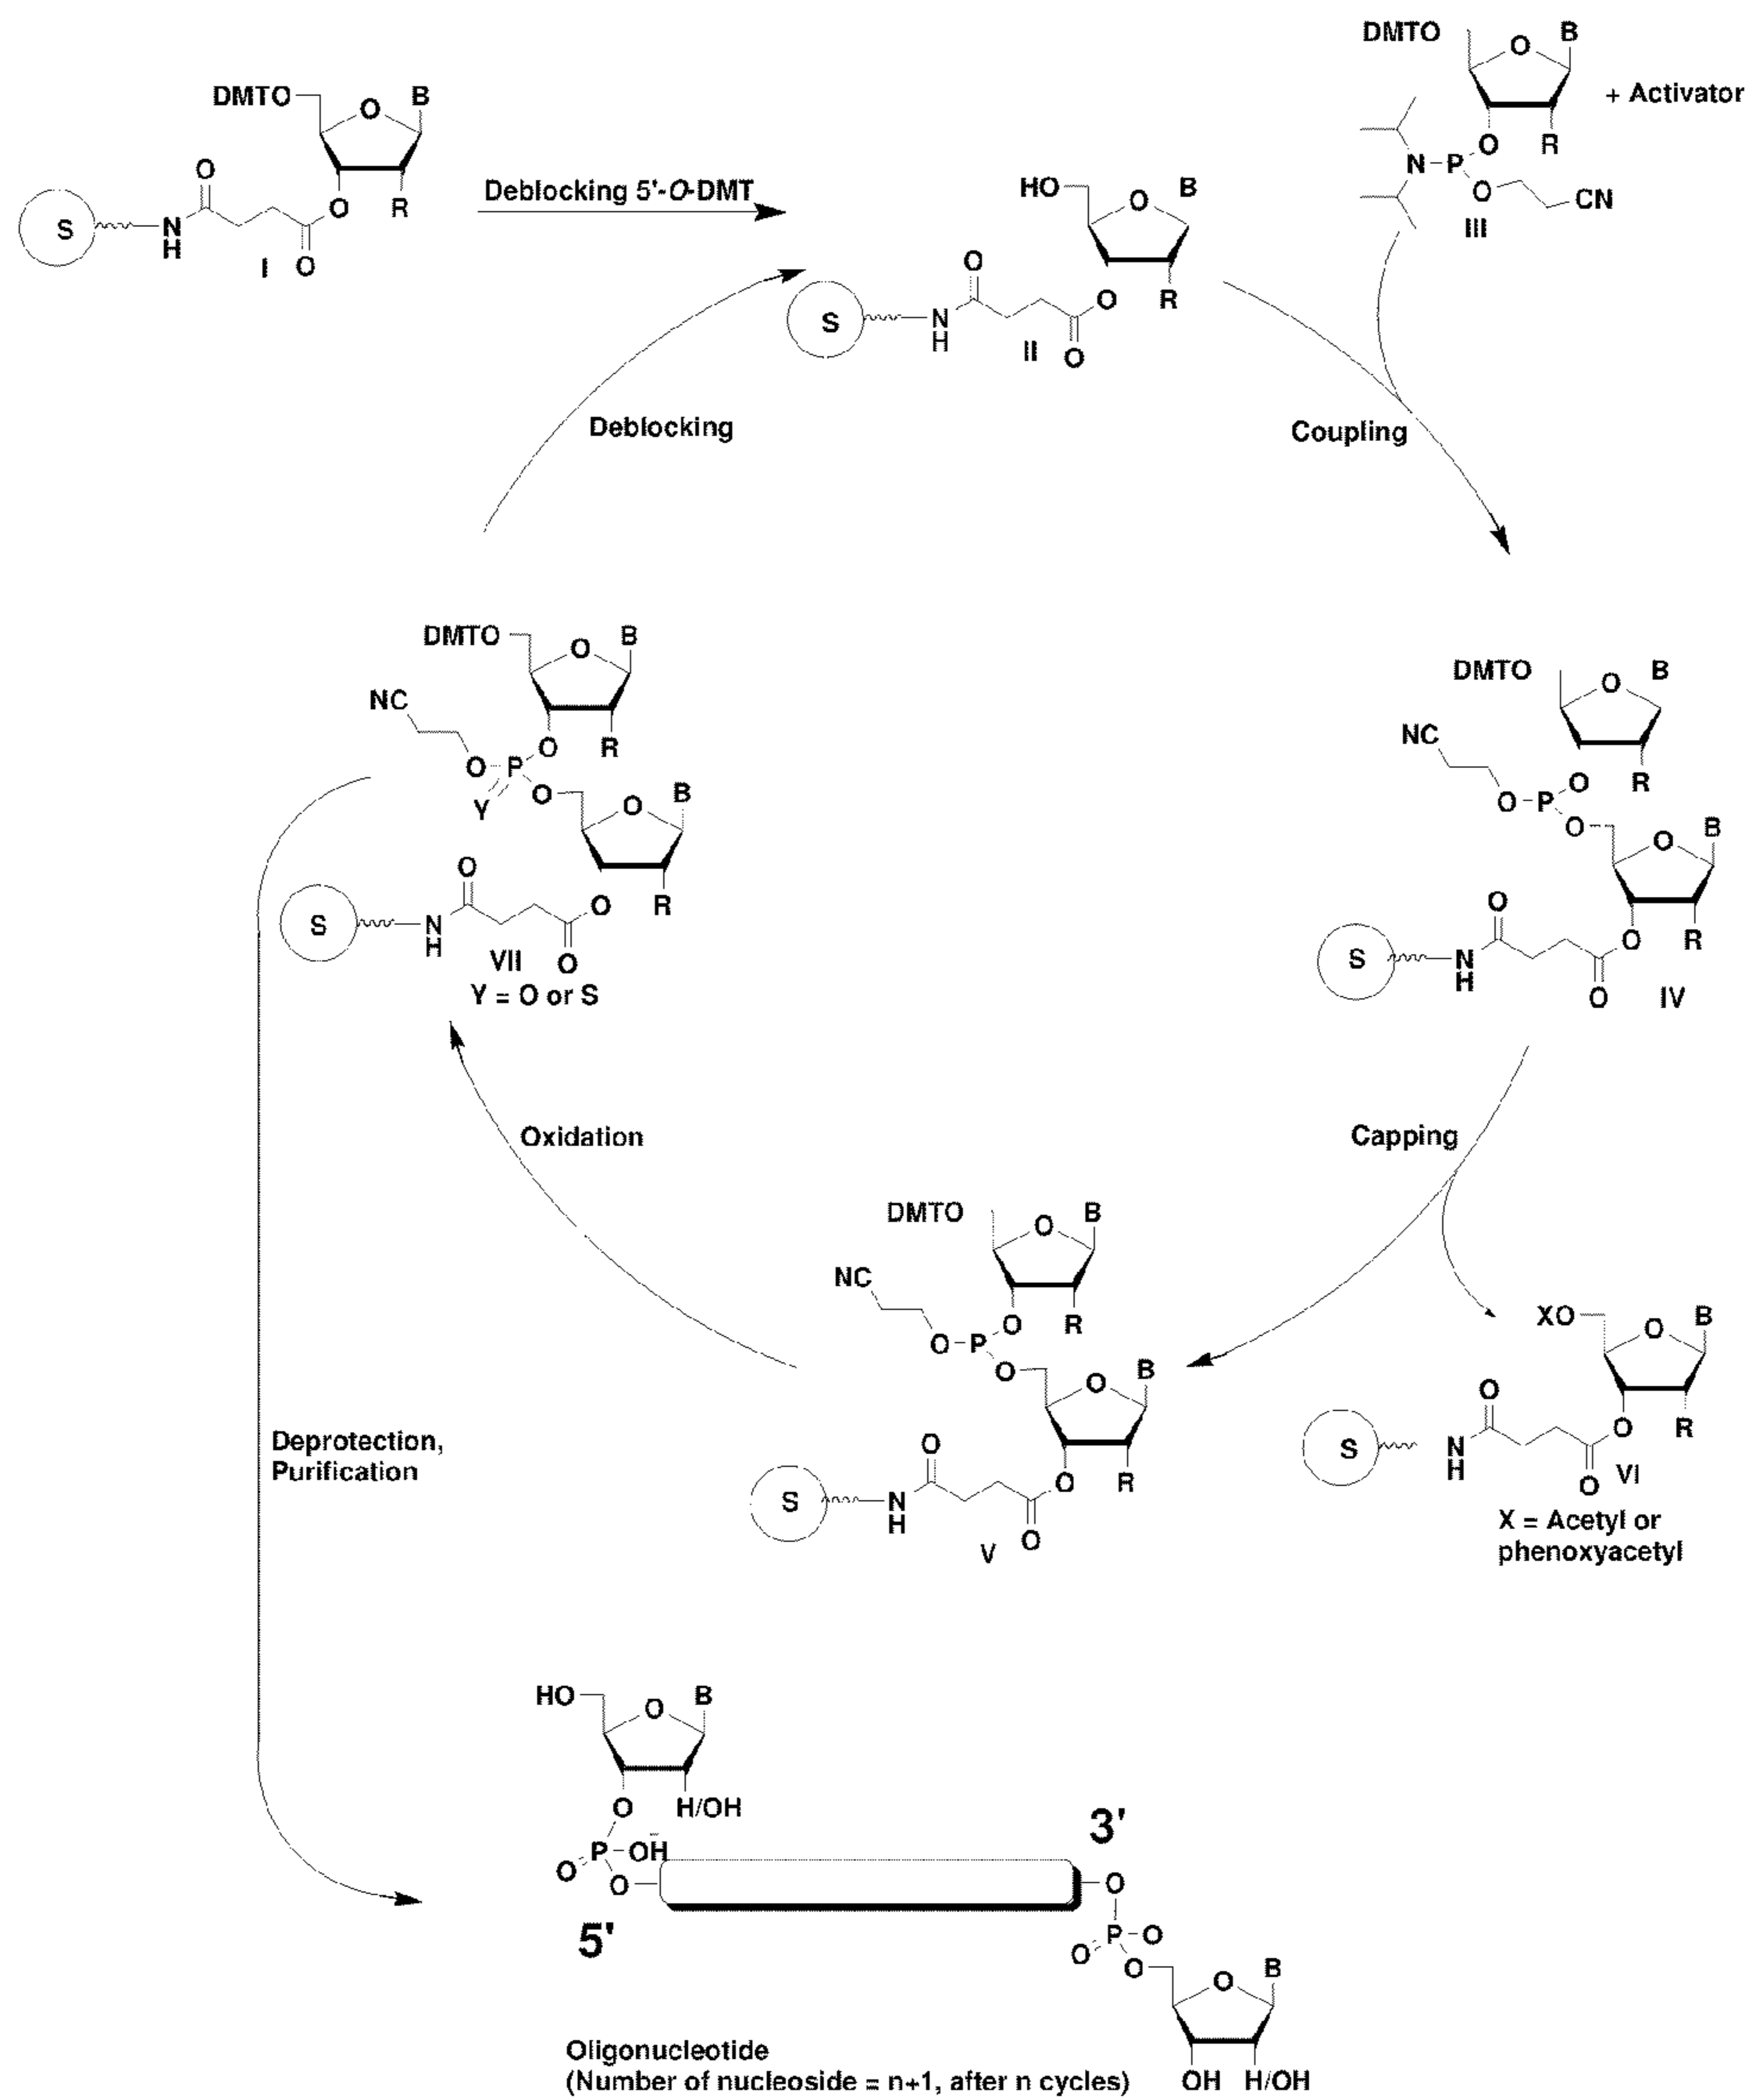 DMTO
O
B
+ Activator
DMTO
O
B
O
R
N
P
O
CN
III
O
O
R
S
N
H
I
O
Deblocking 5'-O-DMT
HO
O
B
O
O
R
S
N
H
II
O
Deblocking
Coupling
DMTO
O
B
NC
O
R
O
P
Y
O
O
B
O
O
R
S
N
H
VII
O
Y = O or S
DMTO
O
B
NC
O
R
O
P
O
O
B
O
O
R
S
N
H
O
IV
Oxidation
Capping
DMTO
O
B
NC
O
R
O
P
O
O
B
O
O
R
S
N
H
V
O
XO
O
B
O
O
R
S
N
H
O
VI
X = Acetyl or
phenoxyacetyl
Deprotection,
Purification
HO
O
B
O
H/OH
P
OH
O
O
5'
3'
O
P
O
O
O
O
B
OH
H/OH
Oligonucleotide
(Number of nucleoside = n+1, after n cycles)